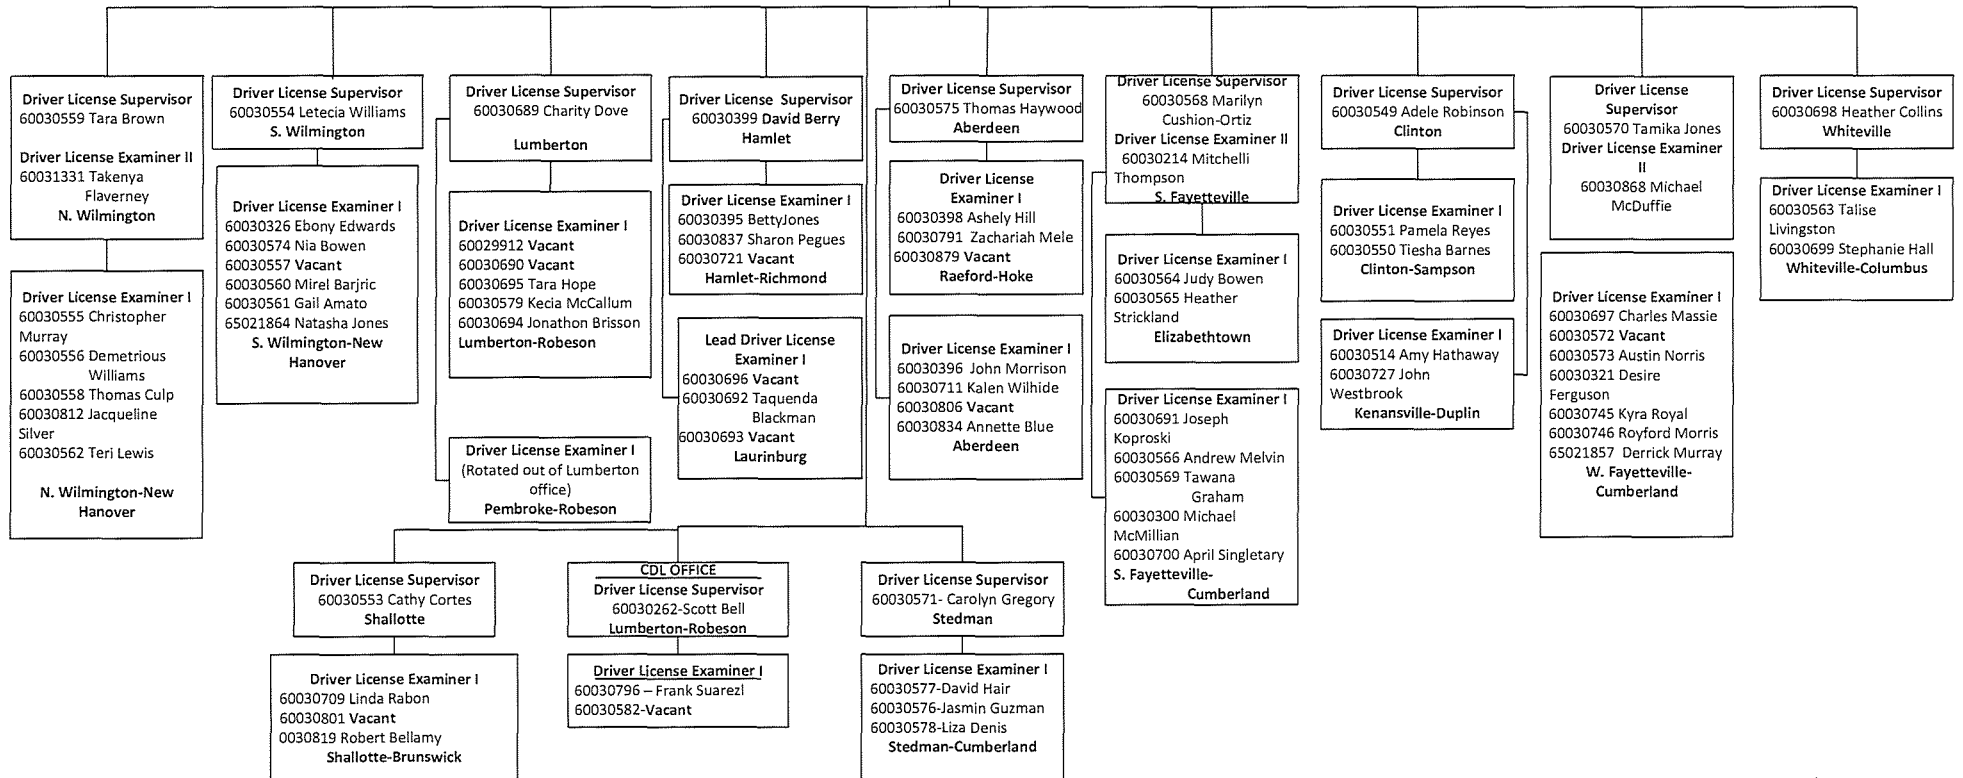 Driver License Supervisor
60030559 Tara Brown
Driver License Examiner II
60031331 Takenya
Flaverney
N. Wilmington
Driver License Examiner I
60030555 Christopher
Murray
60030556 Demetrious
Williams
60030558 Thomas Culp
60030812 Jacqueline
Silver
60030562 Teri Lewis
N. Wilmington-New
Hanover
Driver License Supervisor
60030554 Letecia Williams
S. Wilmington
Driver License Examiner I
60030326 Ebony Edwards
60030574 Nia Bowen
60030557 Vacant
60030560 Mirel Barjric
60030561 Gail Amato
65021864 Natasha Jones
S. Wilmington-New
Hanover
Driver License Supervisor
60030689 Charity Dove
Lumberton
Driver License Examiner I
60029912 Vacant
60030690 Vacant
60030695 Tara Hope
60030579 Kecia McCallum
60030694 Jonathon Brisson
Lumberton-Robeson
Driver License Examiner I
(Rotated out of Lumberton
office)
Pembroke-Robeson
Driver License Supervisor
60030399 David Berry
Hamlet
Driver License Examiner I
60030395 BettyJones
60030837 Sharon Pegues
60030721 Vacant
Hamlet-Richmond
Lead Driver License
Examiner I
60030696 Vacant
60030692 Taquenda
Blackman
60030693 Vacant
Laurinburg
Driver License Supervisor
60030575 Thomas Haywood
Aberdeen
Driver License
Examiner I
60030398 Ashely Hill
60030791 Zachariah Mele
60030879 Vacant
Raeford-Hoke
Driver License Examiner I
60030396 John Morrison
60030711 Kalen Wilhide
60030806 Vacant
60030834 Annette Blue
Aberdeen
Driver License Supervisor
60030568 Marilyn
Cushion-Ortiz
Driver License Examiner II
60030214 Mitchelli
Thompson
S. Fayetteville
Driver License Examiner I
60030564 Judy Bowen
60030565 Heather
Strickland
Elizabethtown
Driver License Examiner I
60030691 Joseph
Koproski
60030566 Andrew Melvin
60030569 Tawana
Graham
60030300 Michael
McMillian
60030700 April Singletary
S. Fayetteville-
Cumberland
Driver License Supervisor
60030549 Adele Robinson
Clinton
Driver License Examiner I
60030551 Pamela Reyes
60030550 Tiesha Barnes
Clinton-Sampson
Driver License Examiner I
60030514 Amy Hathaway
60030727 John
Westbrook
Kenansville-Duplin
Driver License
Supervisor
60030570 Tamika Jones
Driver License Examiner
II
60030868 Michael
McDuffie
Driver License Examiner I
60030697 Charles Massie
60030572 Vacant
60030573 Austin Norris
60030321 Desire
Ferguson
60030745 Kyra Royal
60030746 Royford Morris
65021857 Derrick Murray
W. Fayetteville-
Cumberland
Driver License Supervisor
60030698 Heather Collins
Whiteville
Driver License Examiner I
60030563 Talise
Livingston
60030699 Stephanie Hall
Whiteville-Columbus
Driver License Supervisor
60030553 Cathy Cortes
Shallotte
Driver License Examiner I
60030709 Linda Rabon
60030801 Vacant
0030819 Robert Bellamy
Shallotte-Brunswick
CDL OFFICE
Driver License Supervisor
60030262-Scott Bell
Lumberton-Robeson
Driver License Examiner I
60030796 – Frank Suarezl
60030582-Vacant
Driver License Supervisor
60030571- Carolyn Gregory
Stedman
Driver License Examiner I
60030577-David Hair
60030576-Jasmin Guzman
60030578-Liza Denis
Stedman-Cumberland